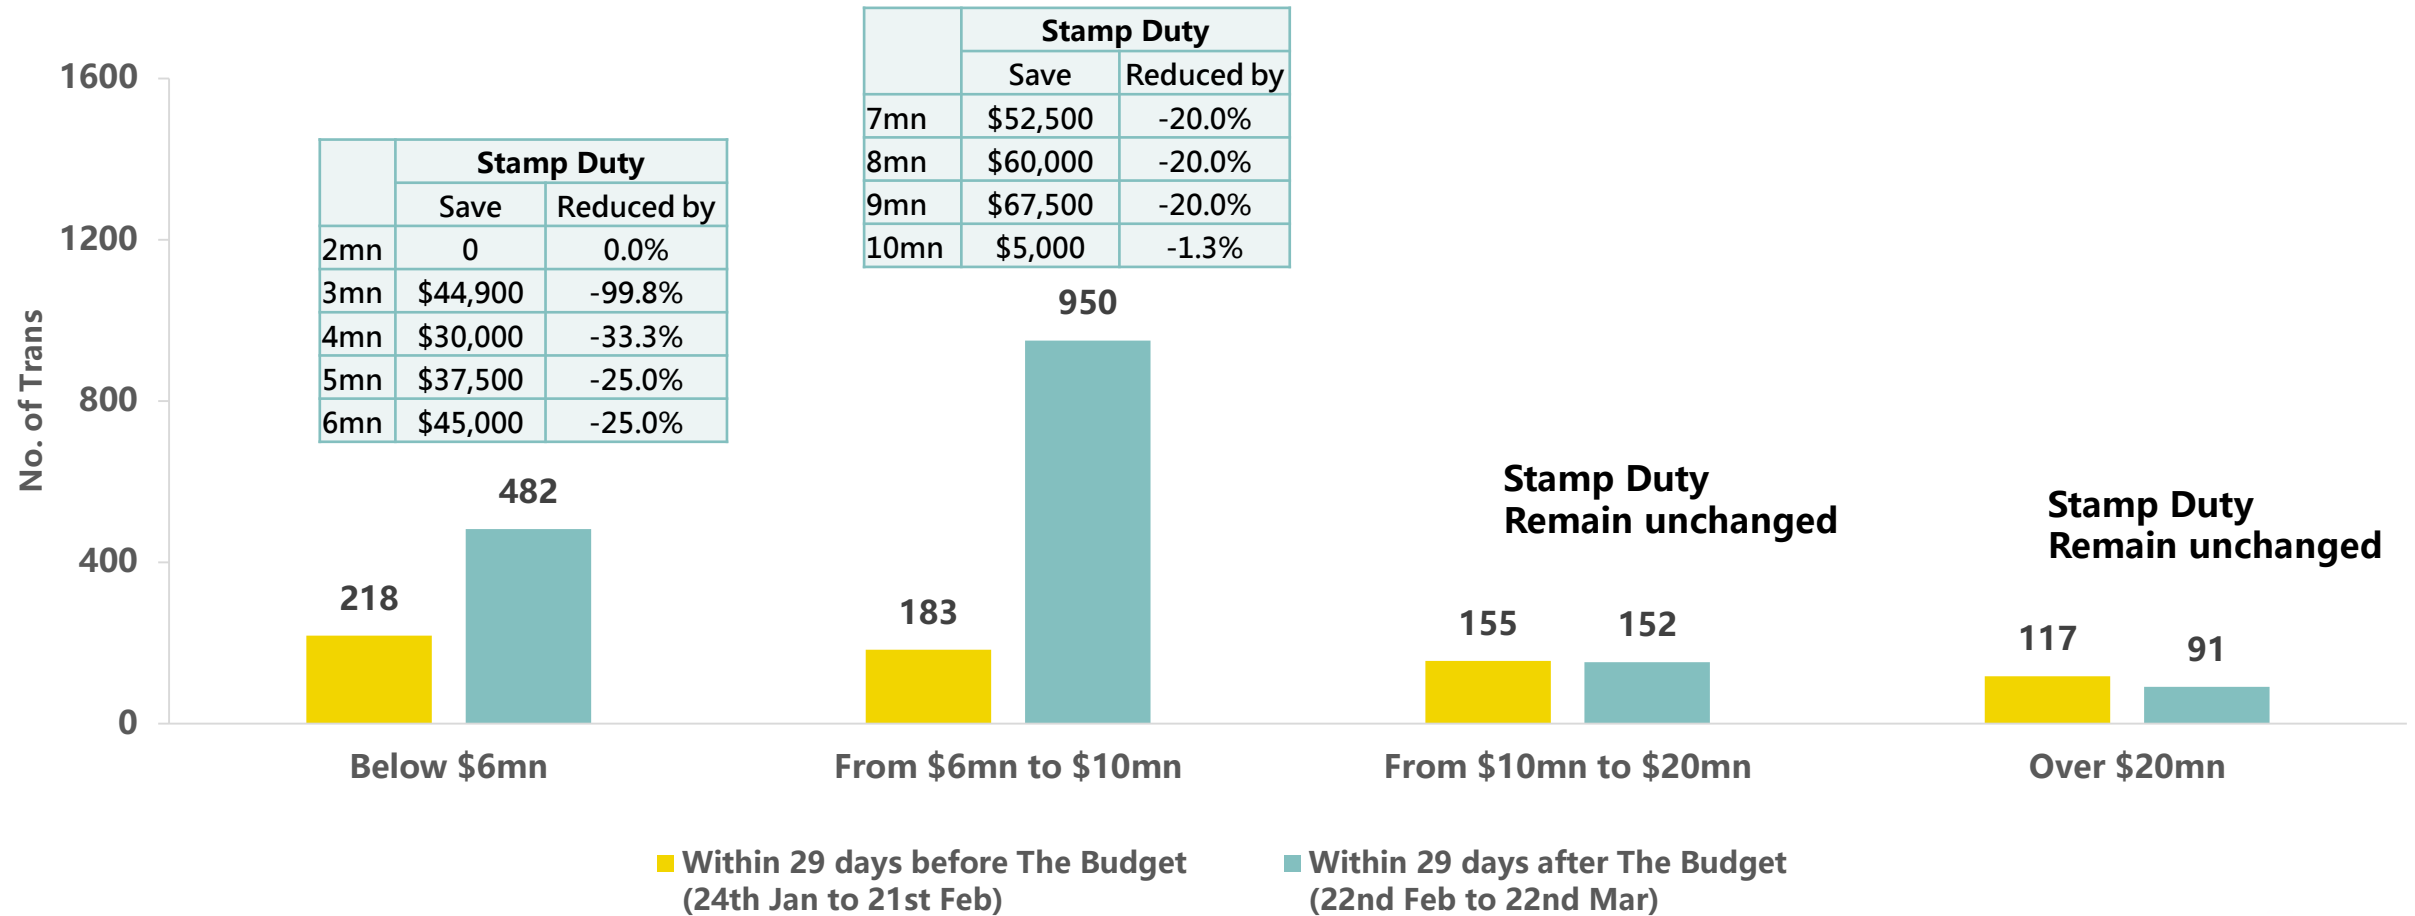 No. of Trans
1600
1200
800
400
0
Stamp Duty
Save Reduced by
2mn 0 0.0%
3mn $44,900 -99.8%
4mn $30,000 -33.3%
5mn $37,500 -25.0%
6mn $45,000 -25.0%
Stamp Duty
Save Reduced by
7mn $52,500 -20.0%
8mn $60,000 -20.0%
9mn $67,500 -20.0%
10mn $5,000 -1.3%
218
482
183
950
Stamp Duty
Remain unchanged
155
152
Stamp Duty
Remain unchanged
117
91
Below $6mn
From $6mn to $10mn
From $10mn to $20mn
Over $20mn
Within 29 days before The Budget
(24th Jan to 21st Feb)
Within 29 days after The Budget
(22nd Feb to 22nd Mar)